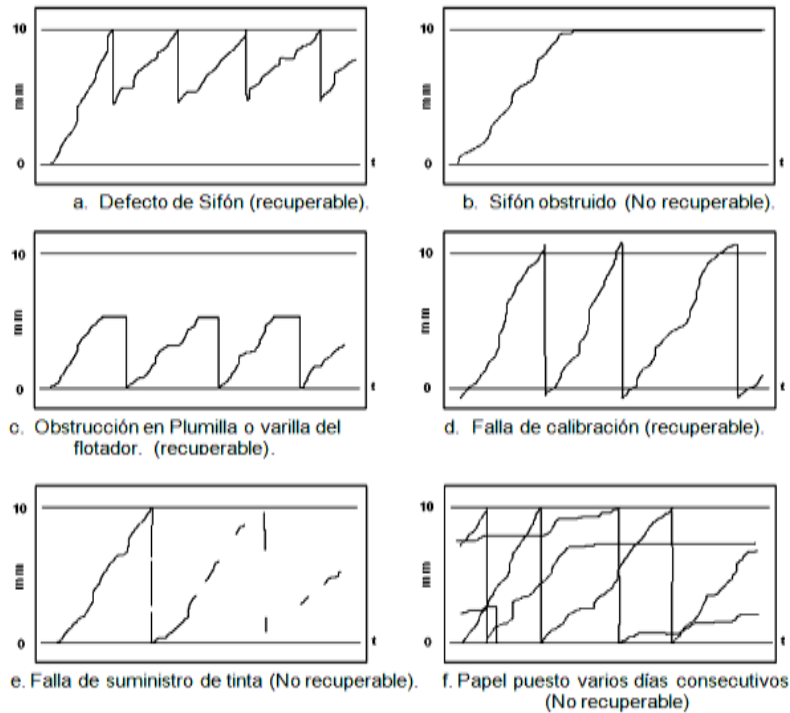 10
mm
0
t
a. Defecto de Sifón (recuperable).
10
mm
0
t
b. Sifón obstruido (No recuperable).
10
mm
0
t
c. Obstrucción en Plumilla o varilla del
flotador. (recuperable).
10
mm
0
t
d. Falla de calibración (recuperable).
10
mm
0
t
e. Falla de suministro de tinta (No recuperable).
10
mm
0
t
f. Papel puesto varios días consecutivos
(No recuperable)